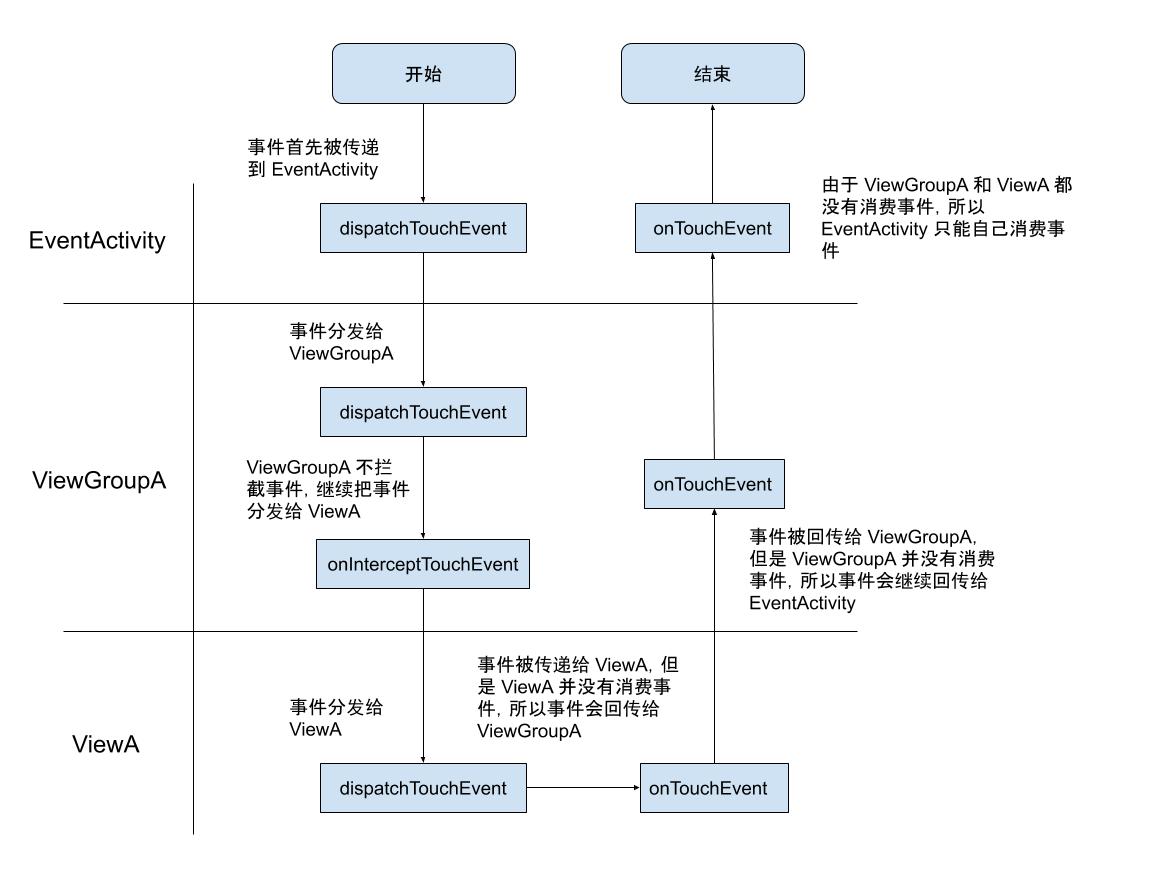 开始
结束
事件首先被传递
到 EventActivity
EventActivity
dispatchTouchEvent
onTouchEvent
由于 ViewGroupA 和 ViewA 都
没有消费事件, 所以
EventActivity 只能自己消费事
件
事件分发给
ViewGroupA
dispatchTouchEvent
ViewGroupA
ViewGroupA 不拦
截事件, 继续把事件
分发给 ViewA
onTouchEvent
onInterceptTouchEvent
事件被回传给 ViewGroupA,
但是 ViewGroupA 并没有消费
事件, 所以事件会继续回传给
EventActivity
ViewA
事件分发给
ViewA
事件被传递给 ViewA, 但
是 ViewA 并没有消费事
件, 所以事件会回传给
ViewGroupA
dispatchTouchEvent
onTouchEvent